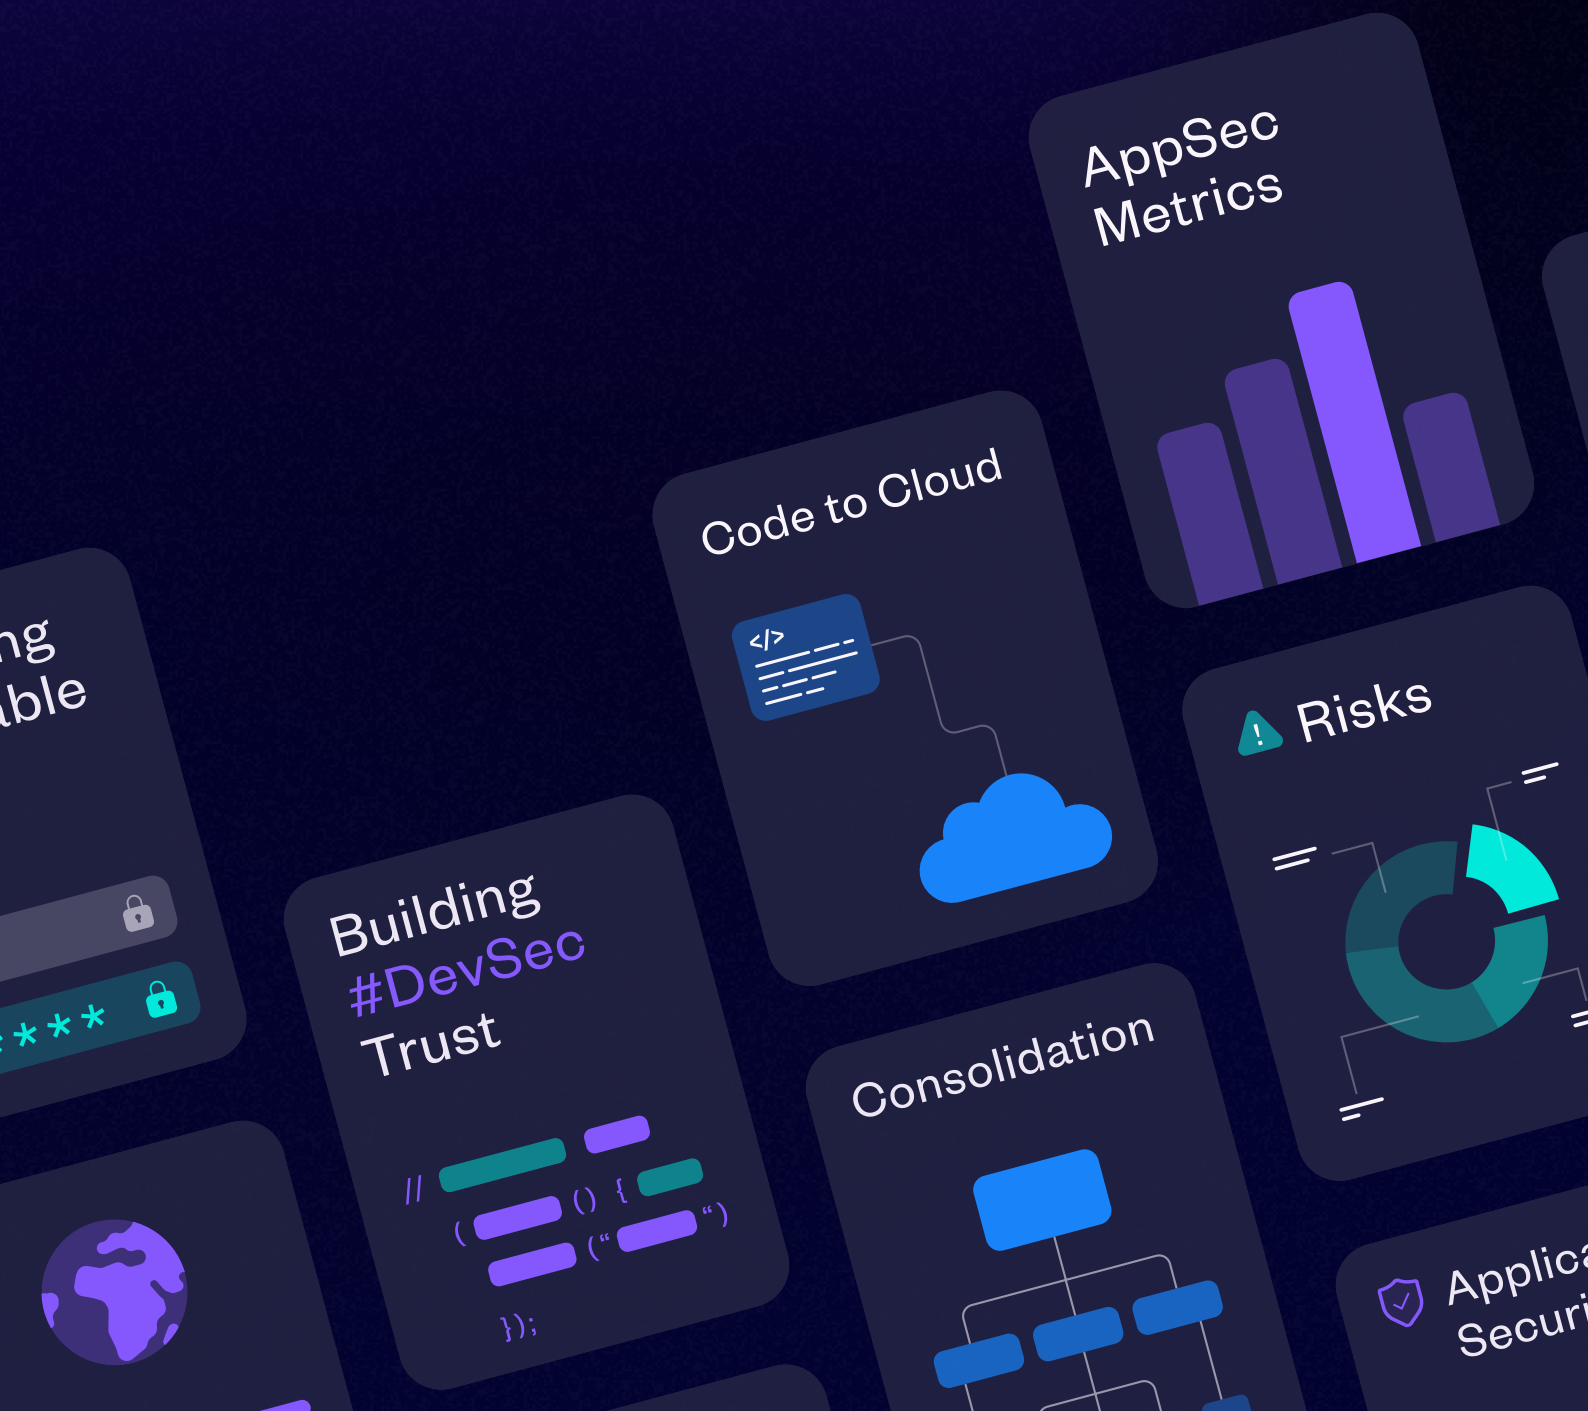 AppSec
Metrics
Code to Cloud
</>
Risks
Building
#DevSec
Trust
//
( () {
(“ “)
});
Consolidation
****